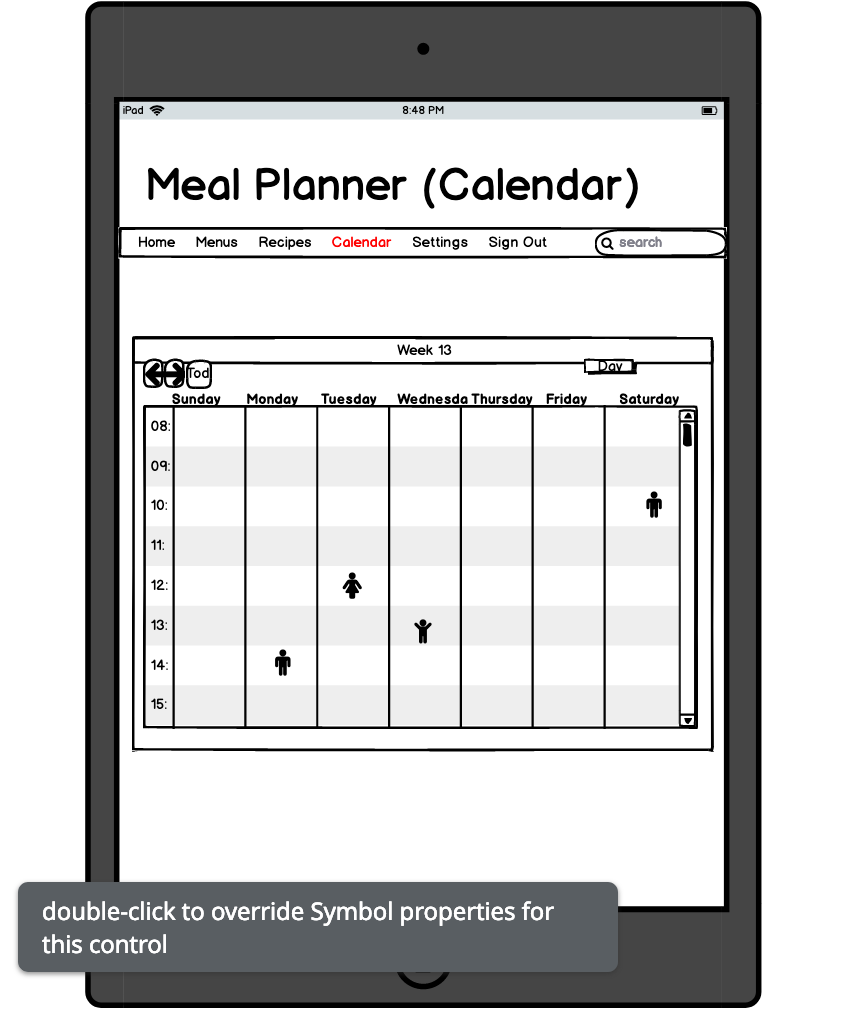 iPad 8:48 PM
Meal Planner (Calendar)
Home Menus Recipes Calendar Settings Sign Out search
Week 13
Tod Day
Sunday Monday Tuesday Wednesda Thursday Friday Saturday
08:
09:
10:
11:
12:
13:
14:
15:
double-click to override Symbol properties for
this control